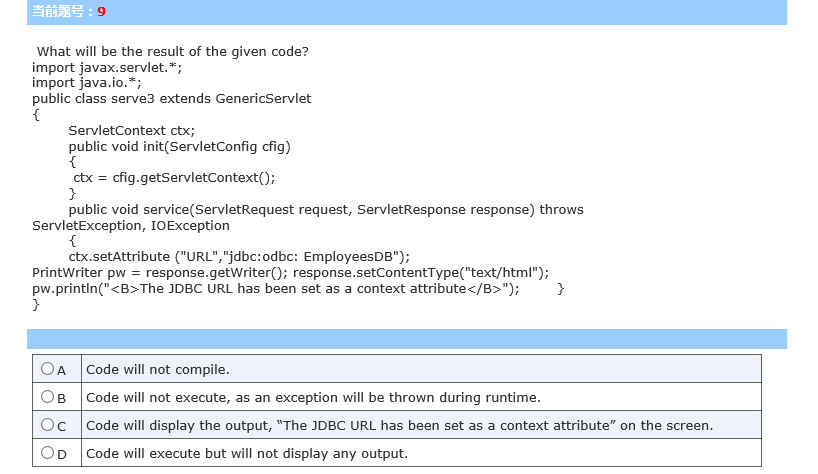 当前题号：9
What will be the result of the given code?
import javax.servlet.*;
import java.io.*;
public class serve3 extends GenericServlet
{
ServletContext ctx;
public void init(ServletConfig cfig)
{
ctx = cfig.getServletContext();
}
public void service(ServletRequest request, ServletResponse response) throws
ServletException, IOException
{
ctx.setAttribute ("URL","jdbc:odbc: EmployeesDB");
PrintWriter pw = response.getWriter(); response.setContentType("text/html");
pw.println("<B>The JDBC URL has been set as a context attribute</B>"); }
}
A Code will not compile.
B Code will not execute, as an exception will be thrown during runtime.
C Code will display the output, “The JDBC URL has been set as a context attribute” on the screen.
D Code will execute but will not display any output.